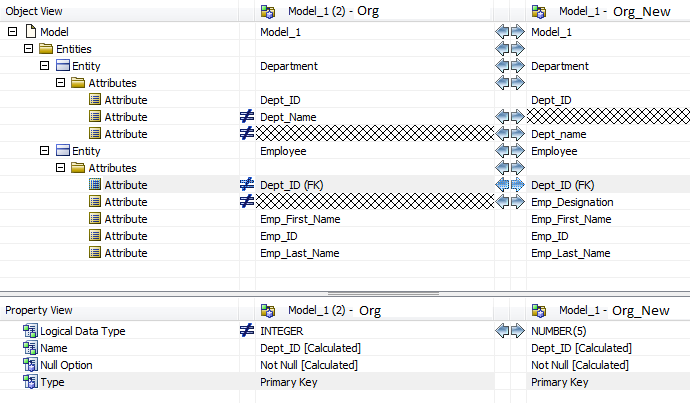 Object View Model_1 (2) - Org Model_1 - Org_New
Model Model_1 Model_1
Entities
Entity Department Department
Attributes
Attribute Dept_ID Dept_ID
Attribute Dept_Name
Attribute Dept_name
Entity Employee Employee
Attributes
Attribute Dept_ID (FK) Dept_ID (FK)
Attribute Emp_Designation
Attribute Emp_First_Name Emp_First_Name
Attribute Emp_ID Emp_ID
Attribute Emp_Last_Name Emp_Last_Name
Property View Model_1 (2) - Org Model_1 - Org_New
Logical Data Type INTEGER NUMBER(5)
Name Dept_ID [Calculated] Dept_ID [Calculated]
Null Option Not Null [Calculated] Not Null [Calculated]
Type Primary Key Primary Key